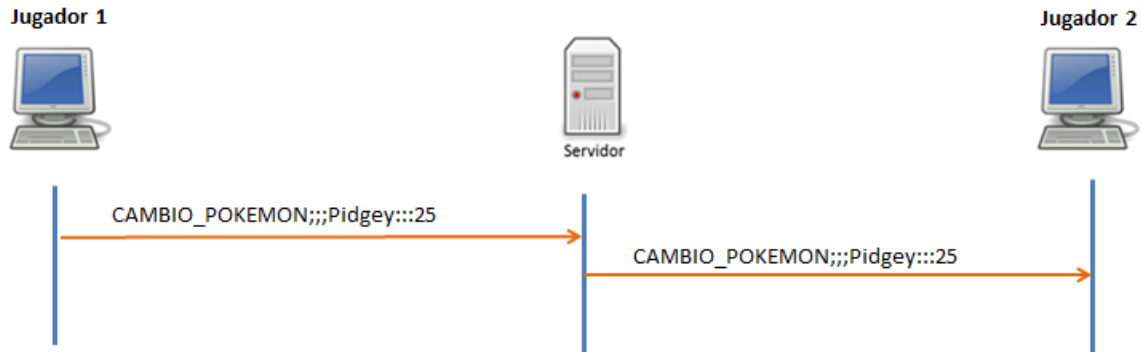 Jugador 1
Jugador 2
Servidor
CAMBIO_POKEMON;;;Pidgey:::25
CAMBIO_POKEMON;;;Pidgey:::25